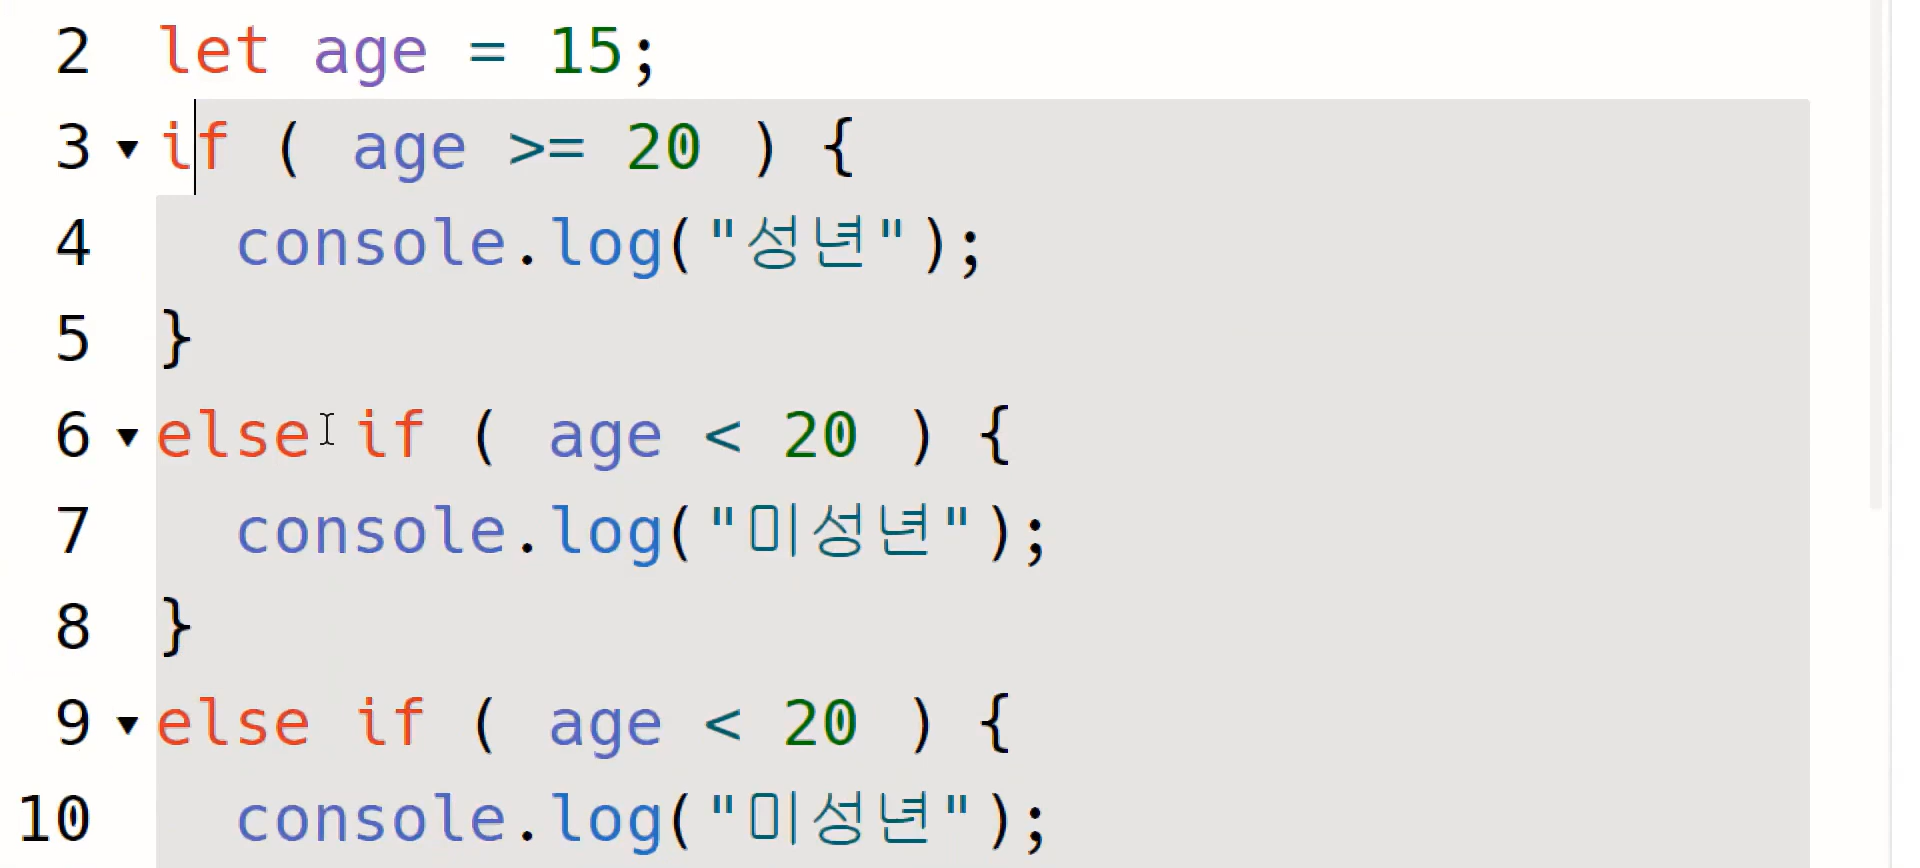 2 let age = 15;
3 ▼ if ( age >= 20 ) {
4 console.log("성년");
5 }
6 ▼ else if ( age < 20 ) {
7 console.log("미성년");
8 }
9 ▼ else if ( age < 20 ) {
10 console.log("미성년");